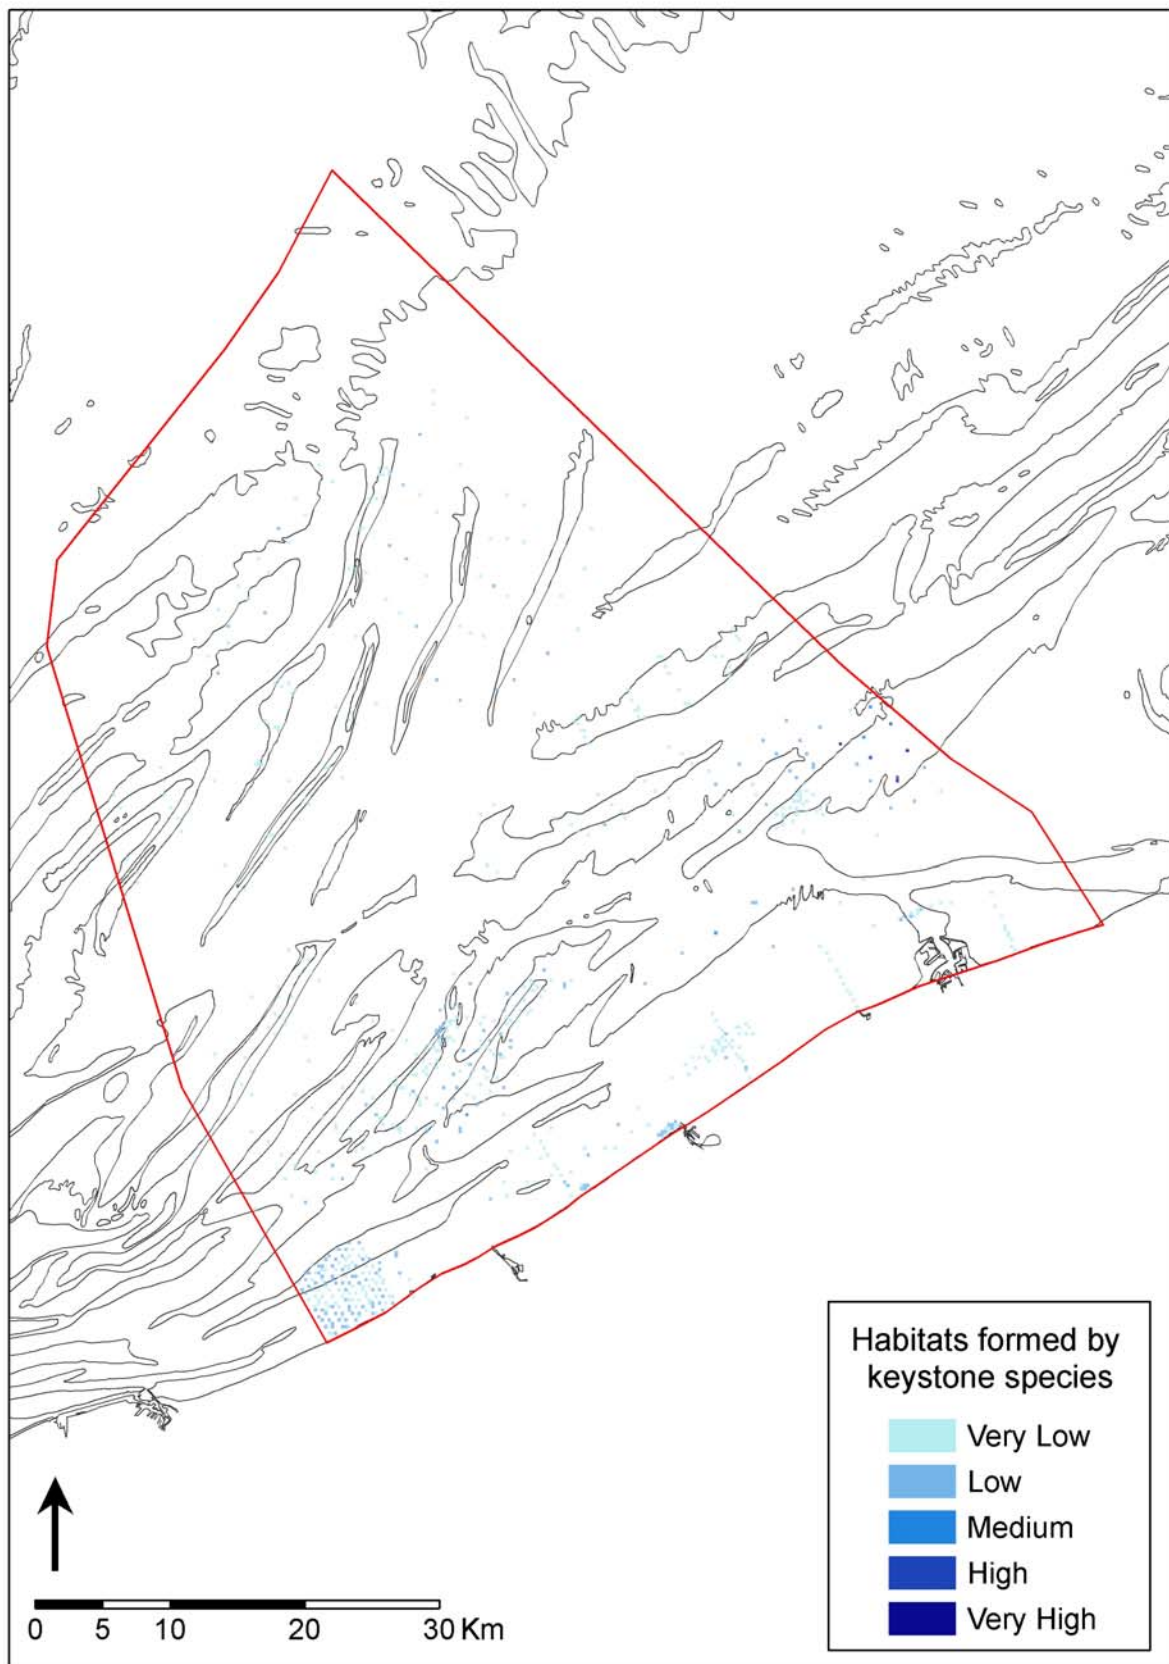 Habitats formed by
keystone species
Very Low
Low
Medium
High
Very High
0 5 10 20 30 Km